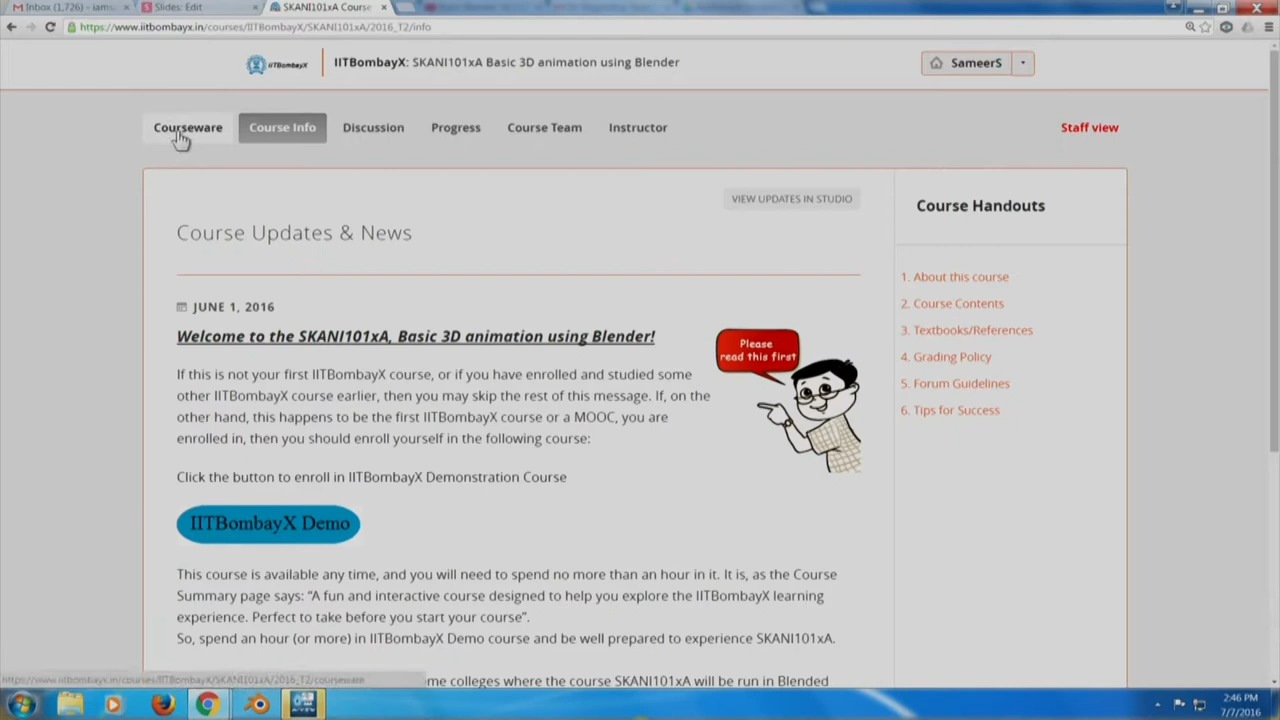 Inbox (1,726) - iams
Slides: Edit
SKANI101xA Course
https://www.iitbombayx.in/courses/IITBombayX/SKANI101xA/2016_T2/info
IITBombayX
IITBombayX: SKANI101xA Basic 3D animation using Blender
SameerS
Courseware
Course Info
Discussion
Progress
Course Team
Instructor
Staff view
VIEW UPDATES IN STUDIO
Course Updates & News
JUNE 1, 2016
Welcome to the SKANI101xA, Basic 3D animation using Blender!
Please
read this first
If this is not your first IITBombayX course, or if you have enrolled and studied some
other IITBombayX course earlier, then you may skip the rest of this message. If, on the
other hand, this happens to be the first IITBombayX course or a MOOC, you are
enrolled in, then you should enroll yourself in the following course:
Click the button to enroll in IITBombayX Demonstration Course
IITBombayX Demo
This course is available any time, and you will need to spend no more than an hour in it. It is, as the Course
Summary page says: “A fun and interactive course designed to help you explore the IITBombayX learning
experience. Perfect to take before you start your course”.
So, spend an hour (or more) in IITBombayX Demo course and be well prepared to experience SKANI101xA.
me colleges where the course SKANI101xA will be run in Blended
Course Handouts
1. About this course
2. Course Contents
3. Textbooks/References
4. Grading Policy
5. Forum Guidelines
6. Tips for Success
https://www.iitbombayx.in/courses/IITBombayX/SKANI101xA/2016_T2/courseware
2:46 PM
7/7/2016